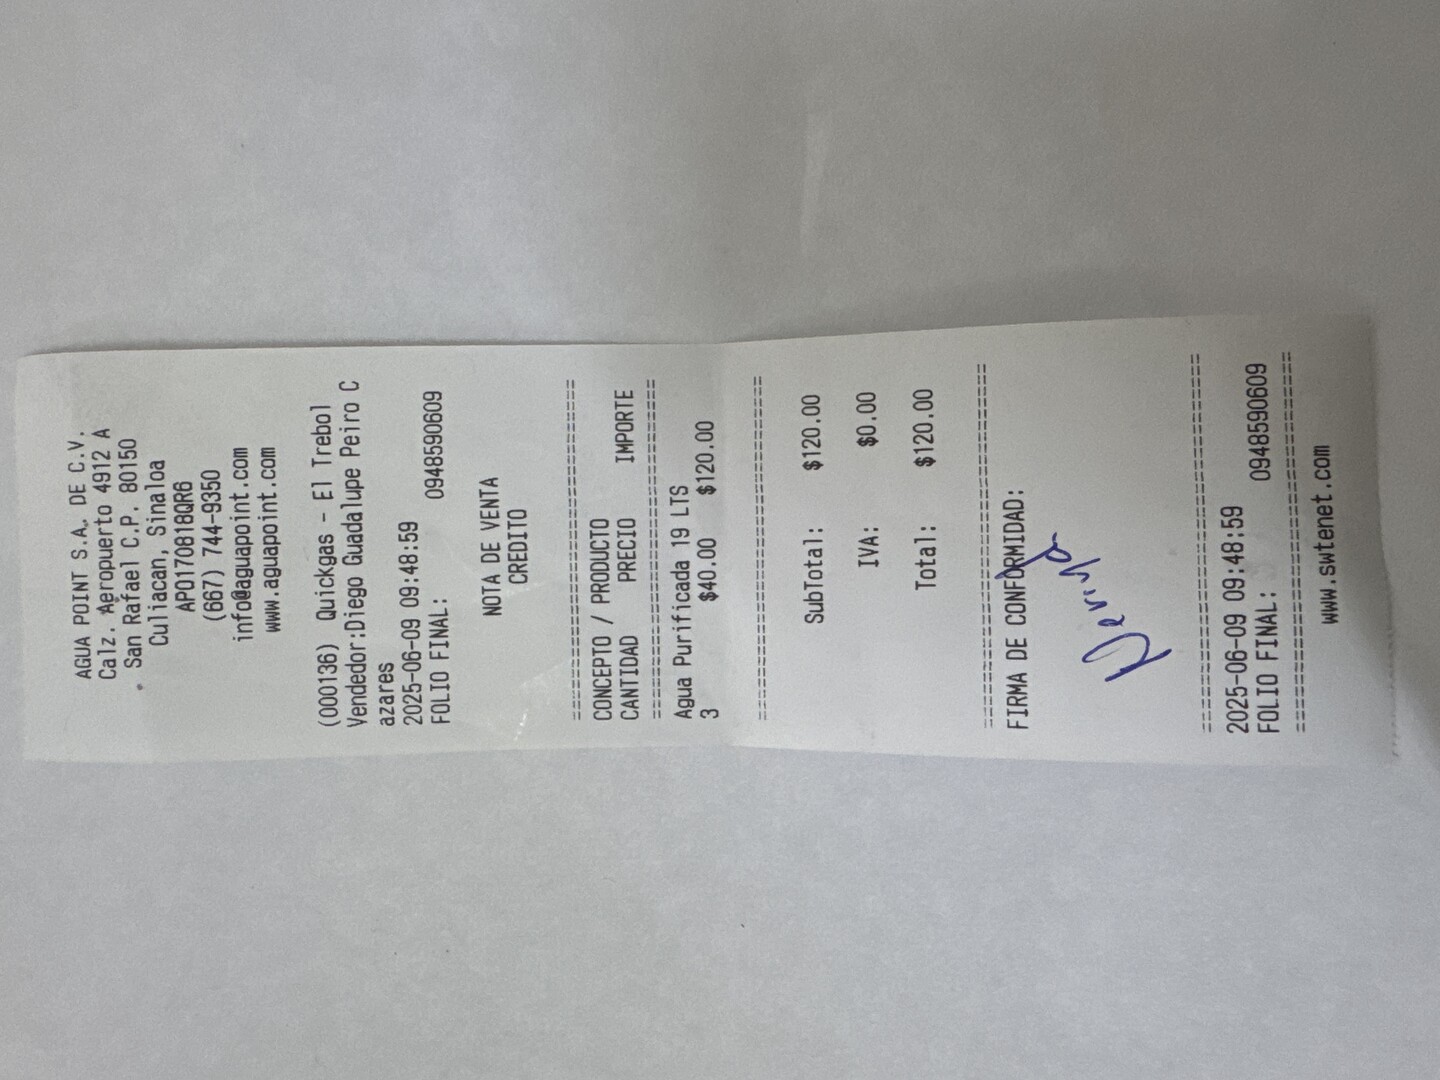 AGUA POINT S.A. DE C.V.
Calz. Aeropuerto 4912 A
San Rafael C.P. 80150
Culiacan, Sinaloa
APO170818QR6
(667) 744-9350
info@aguapoint.com
www.aguapoint.com
(000136) Quickgas - El Trebol
Vendedor:Diego Guadalupe Peiro C
azares
2025-06-09 09:48:59
FOLIO FINAL: 0948590609
NOTA DE VENTA
CREDITO
================================
CONCEPTO / PRODUCTO
CANTIDAD PRECIO IMPORTE
================================
Agua Purificada 19 LTS
3 $40.00 $120.00
================================
SubTotal: $120.00
IVA: $0.00
Total: $120.00
================================
FIRMA DE CONFORMIDAD:
================================
2025-06-09 09:48:59
FOLIO FINAL: 0948590609
================================
www.swtenet.com